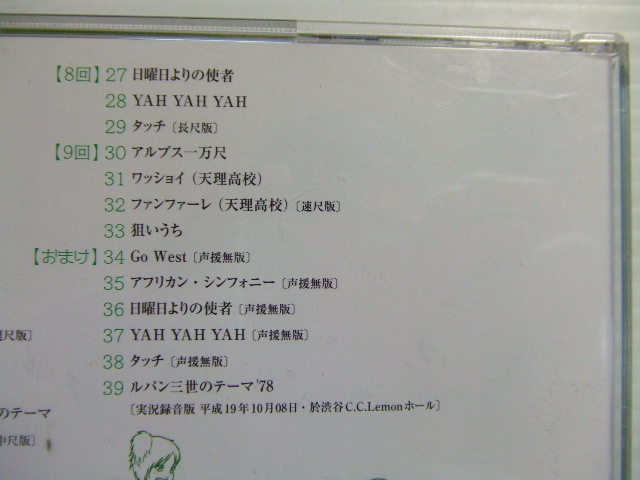 【8回】27 日曜日よりの使者
28 YAH YAH YAH
29 タッチ〔長尺版〕
【9回】30 アルプス一万尺
31 ワッショイ（天理高校）
32 ファンファーレ（天理高校）〔速尺版〕
33 狙いうち
【おまけ】34 Go West〔声援無版〕
35 アフリカン・シンフォニー〔声援無版〕
36 日曜日よりの使者〔声援無版〕
37 YAH YAH YAH〔声援無版〕
尺版〕
38 タッチ〔声援無版〕
39 ルパン三世のテーマ'78
〔実況録音版 平成19年10月08日・於渋谷C.C.Lemonホール〕
のテーマ
中尺版〕